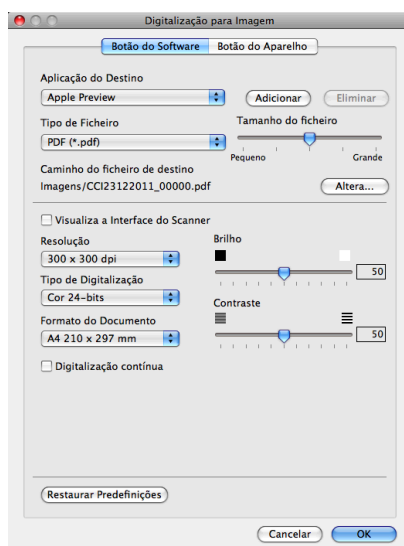 Digitalização para Imagem
Botão do Software Botão do Aparelho
Aplicação do Destino
Apple Preview Adicionar Eliminar
Tipo de Ficheiro Tamanho do ficheiro
PDF (*.pdf)
Pequeno Grande
Caminho do ficheiro de destino
Imagens/CCI23122011_00000.pdf Altera...
Visualiza a Interface do Scanner
Resolução Brilho
300 x 300 dpi 50
Tipo de Digitalização
Cor 24-bits Contraste
Formato do Documento
A4 210 x 297 mm 50
Digitalização contínua
Restaurar Predefinições
Cancelar OK